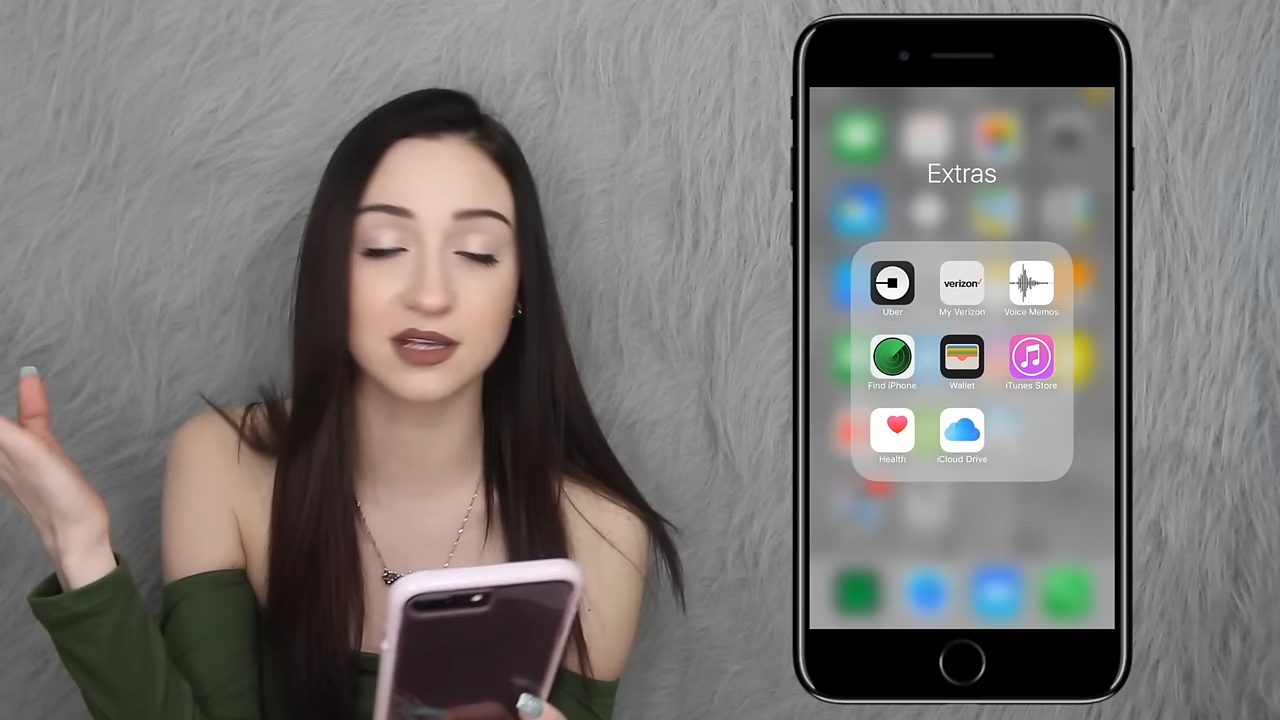 Extras
verizon✓
Uber
My Verizon
Voice Memos
Find iPhone
Wallet
iTunes Store
Health
iCloud Drive